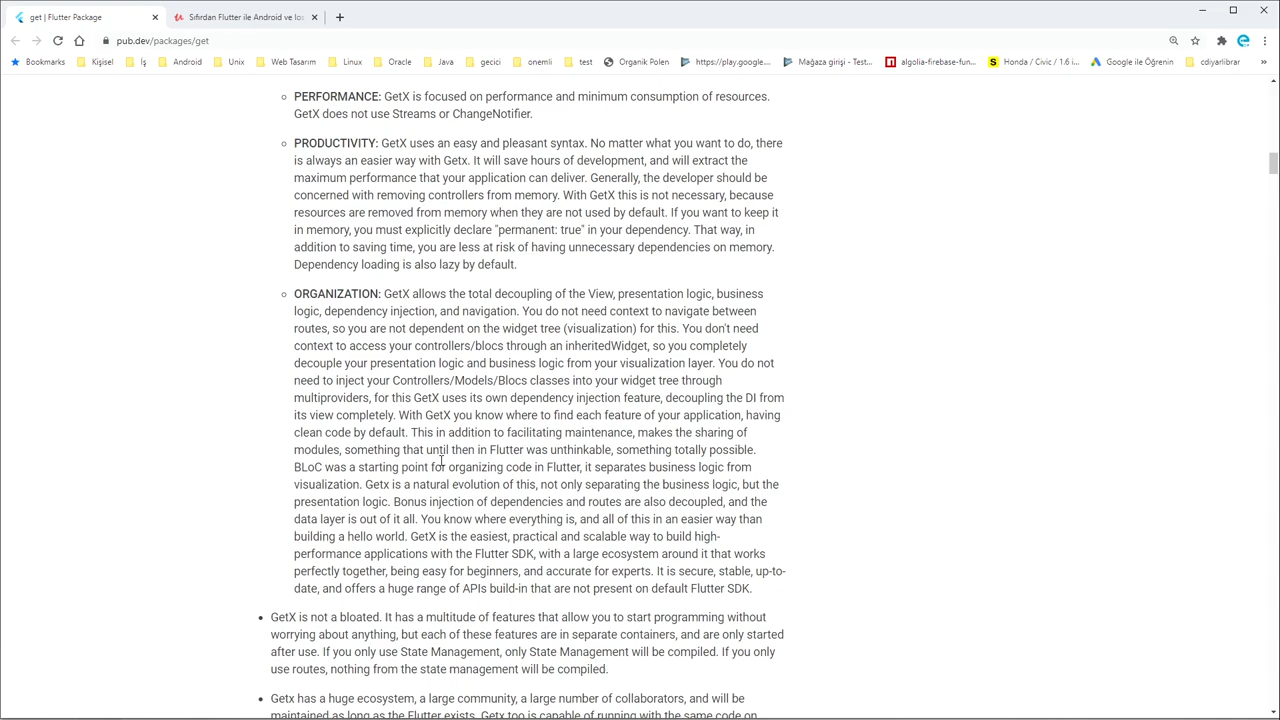 get | Flutter Package
Sıfırdan Flutter ile Android ve Ios
pub.dev/packages/get
Bookmarks Kişisel İş Android Unix Web Tasarım Linux Oracle Java gecici onemli test Organik Polen https://play.google.... Mağaza girişi - Test... algolia-firebase-fun... Honda / Civic / 1.6 i... Google ile Öğrenin cdiyarlibrar »
PERFORMANCE: GetX is focused on performance and minimum consumption of resources.
GetX does not use Streams or ChangeNotifier.
PRODUCTIVITY: GetX uses an easy and pleasant syntax. No matter what you want to do, there
is always an easier way with Getx. It will save hours of development, and will extract the
maximum performance that your application can deliver. Generally, the developer should be
concerned with removing controllers from memory. With GetX this is not necessary, because
resources are removed from memory when they are not used by default. If you want to keep it
in memory, you must explicitly declare "permanent: true" in your dependency. That way, in
addition to saving time, you are less at risk of having unnecessary dependencies on memory.
Dependency loading is also lazy by default.
ORGANIZATION: GetX allows the total decoupling of the View, presentation logic, business
logic, dependency injection, and navigation. You do not need context to navigate between
routes, so you are not dependent on the widget tree (visualization) for this. You don't need
context to access your controllers/blocs through an inheritedWidget, so you completely
decouple your presentation logic and business logic from your visualization layer. You do not
need to inject your Controllers/Models/Blocs classes into your widget tree through
multiproviders, for this GetX uses its own dependency injection feature, decoupling the DI from
its view completely. With GetX you know where to find each feature of your application, having
clean code by default. This in addition to facilitating maintenance, makes the sharing of
modules, something that until then in Flutter was unthinkable, something totally possible.
BLoC was a starting point for organizing code in Flutter, it separates business logic from
visualization. Getx is a natural evolution of this, not only separating the business logic, but the
presentation logic. Bonus injection of dependencies and routes are also decoupled, and the
data layer is out of it all. You know where everything is, and all of this in an easier way than
building a hello world. GetX is the easiest, practical and scalable way to build high-
performance applications with the Flutter SDK, with a large ecosystem around it that works
perfectly together, being easy for beginners, and accurate for experts. It is secure, stable, up-to-
date, and offers a huge range of APIs build-in that are not present on default Flutter SDK.
GetX is not a bloated. It has a multitude of features that allow you to start programming without
worrying about anything, but each of these features are in separate containers, and are only started
after use. If you only use State Management, only State Management will be compiled. If you only
use routes, nothing from the state management will be compiled.
Getx has a huge ecosystem, a large community, a large number of collaborators, and will be
maintained as long as the Flutter exists. Getx too is capable of running with the same code on